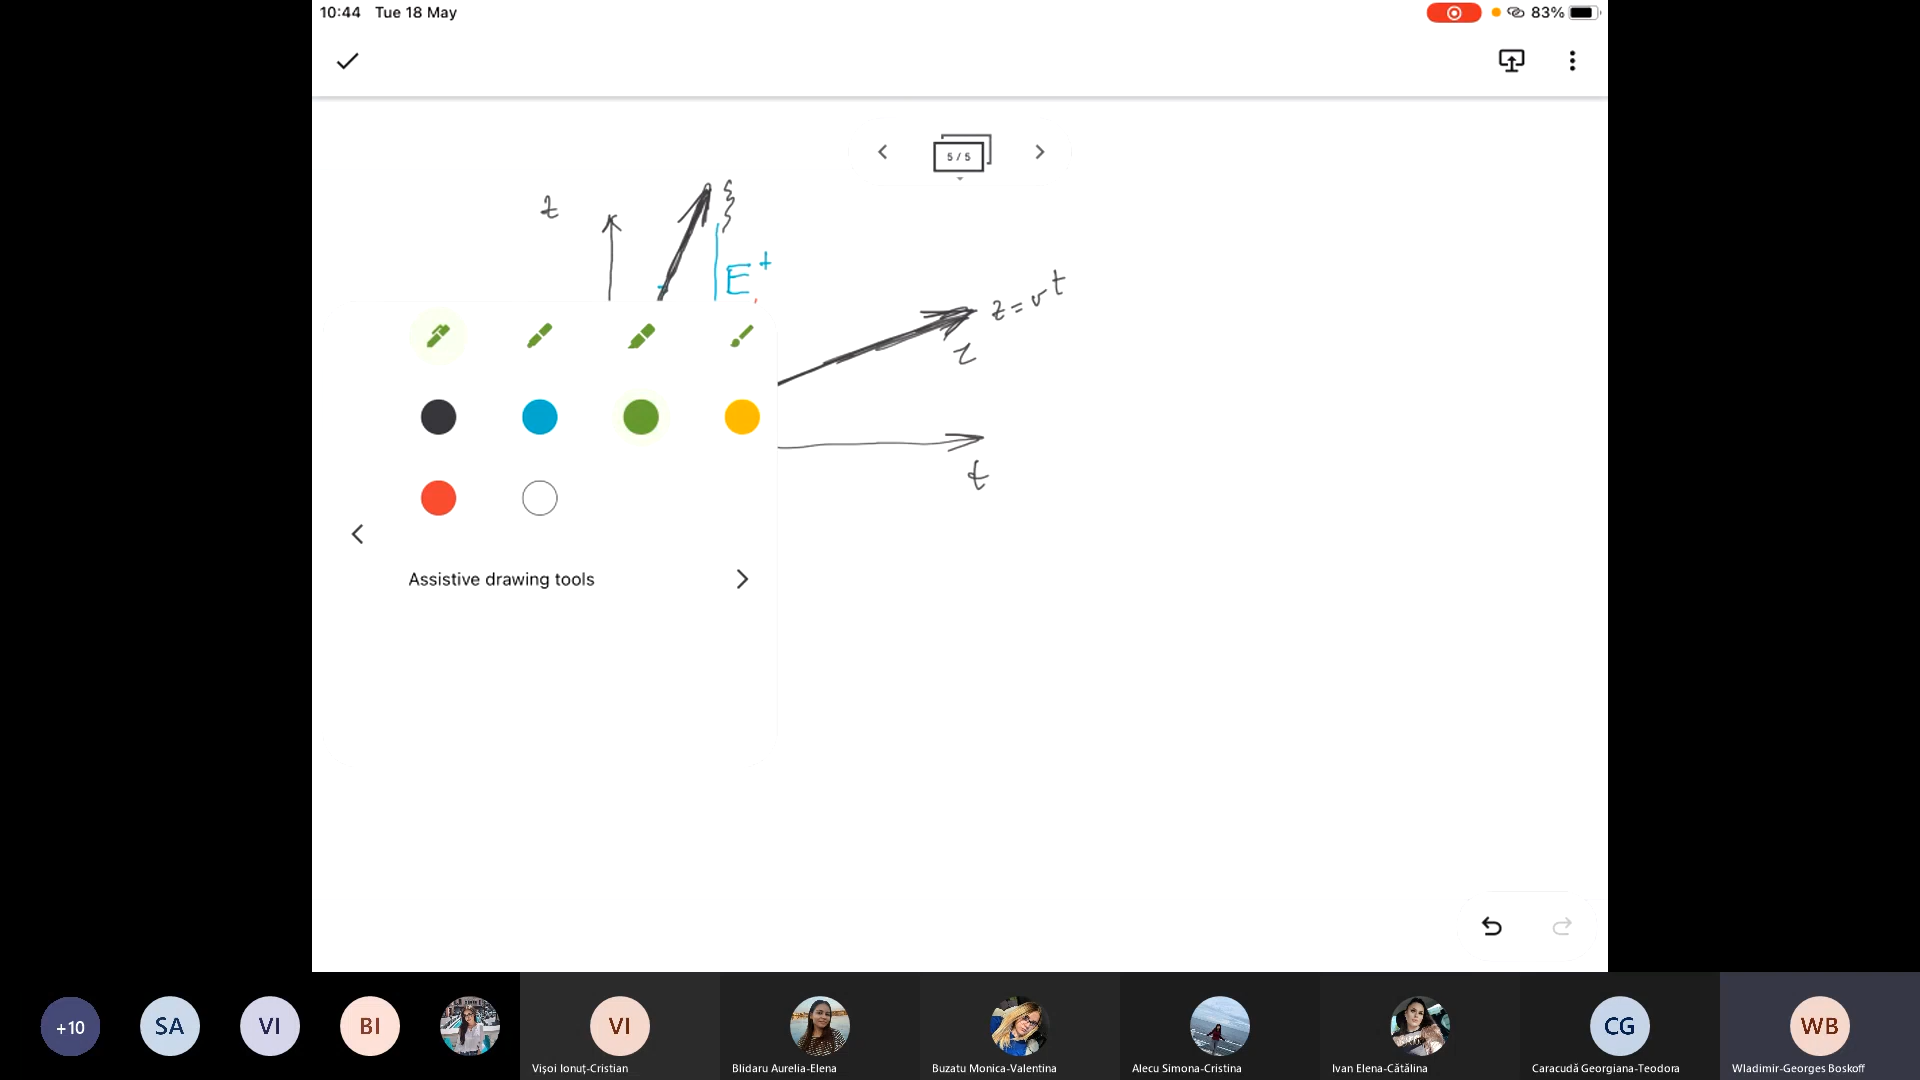 10:44 Tue 18 May 83%
5 / 5
z
E+
z = vt
τ
t
Assistive drawing tools
+10 SA VI BI VI CG WB
Vișoi Ionuț-Cristian Blidaru Aurelia-Elena Buzatu Monica-Valentina Alecu Simona-Cristina Ivan Elena-Cătălina Caracudă Georgiana-Teodora Wladimir-Georges Boskoff